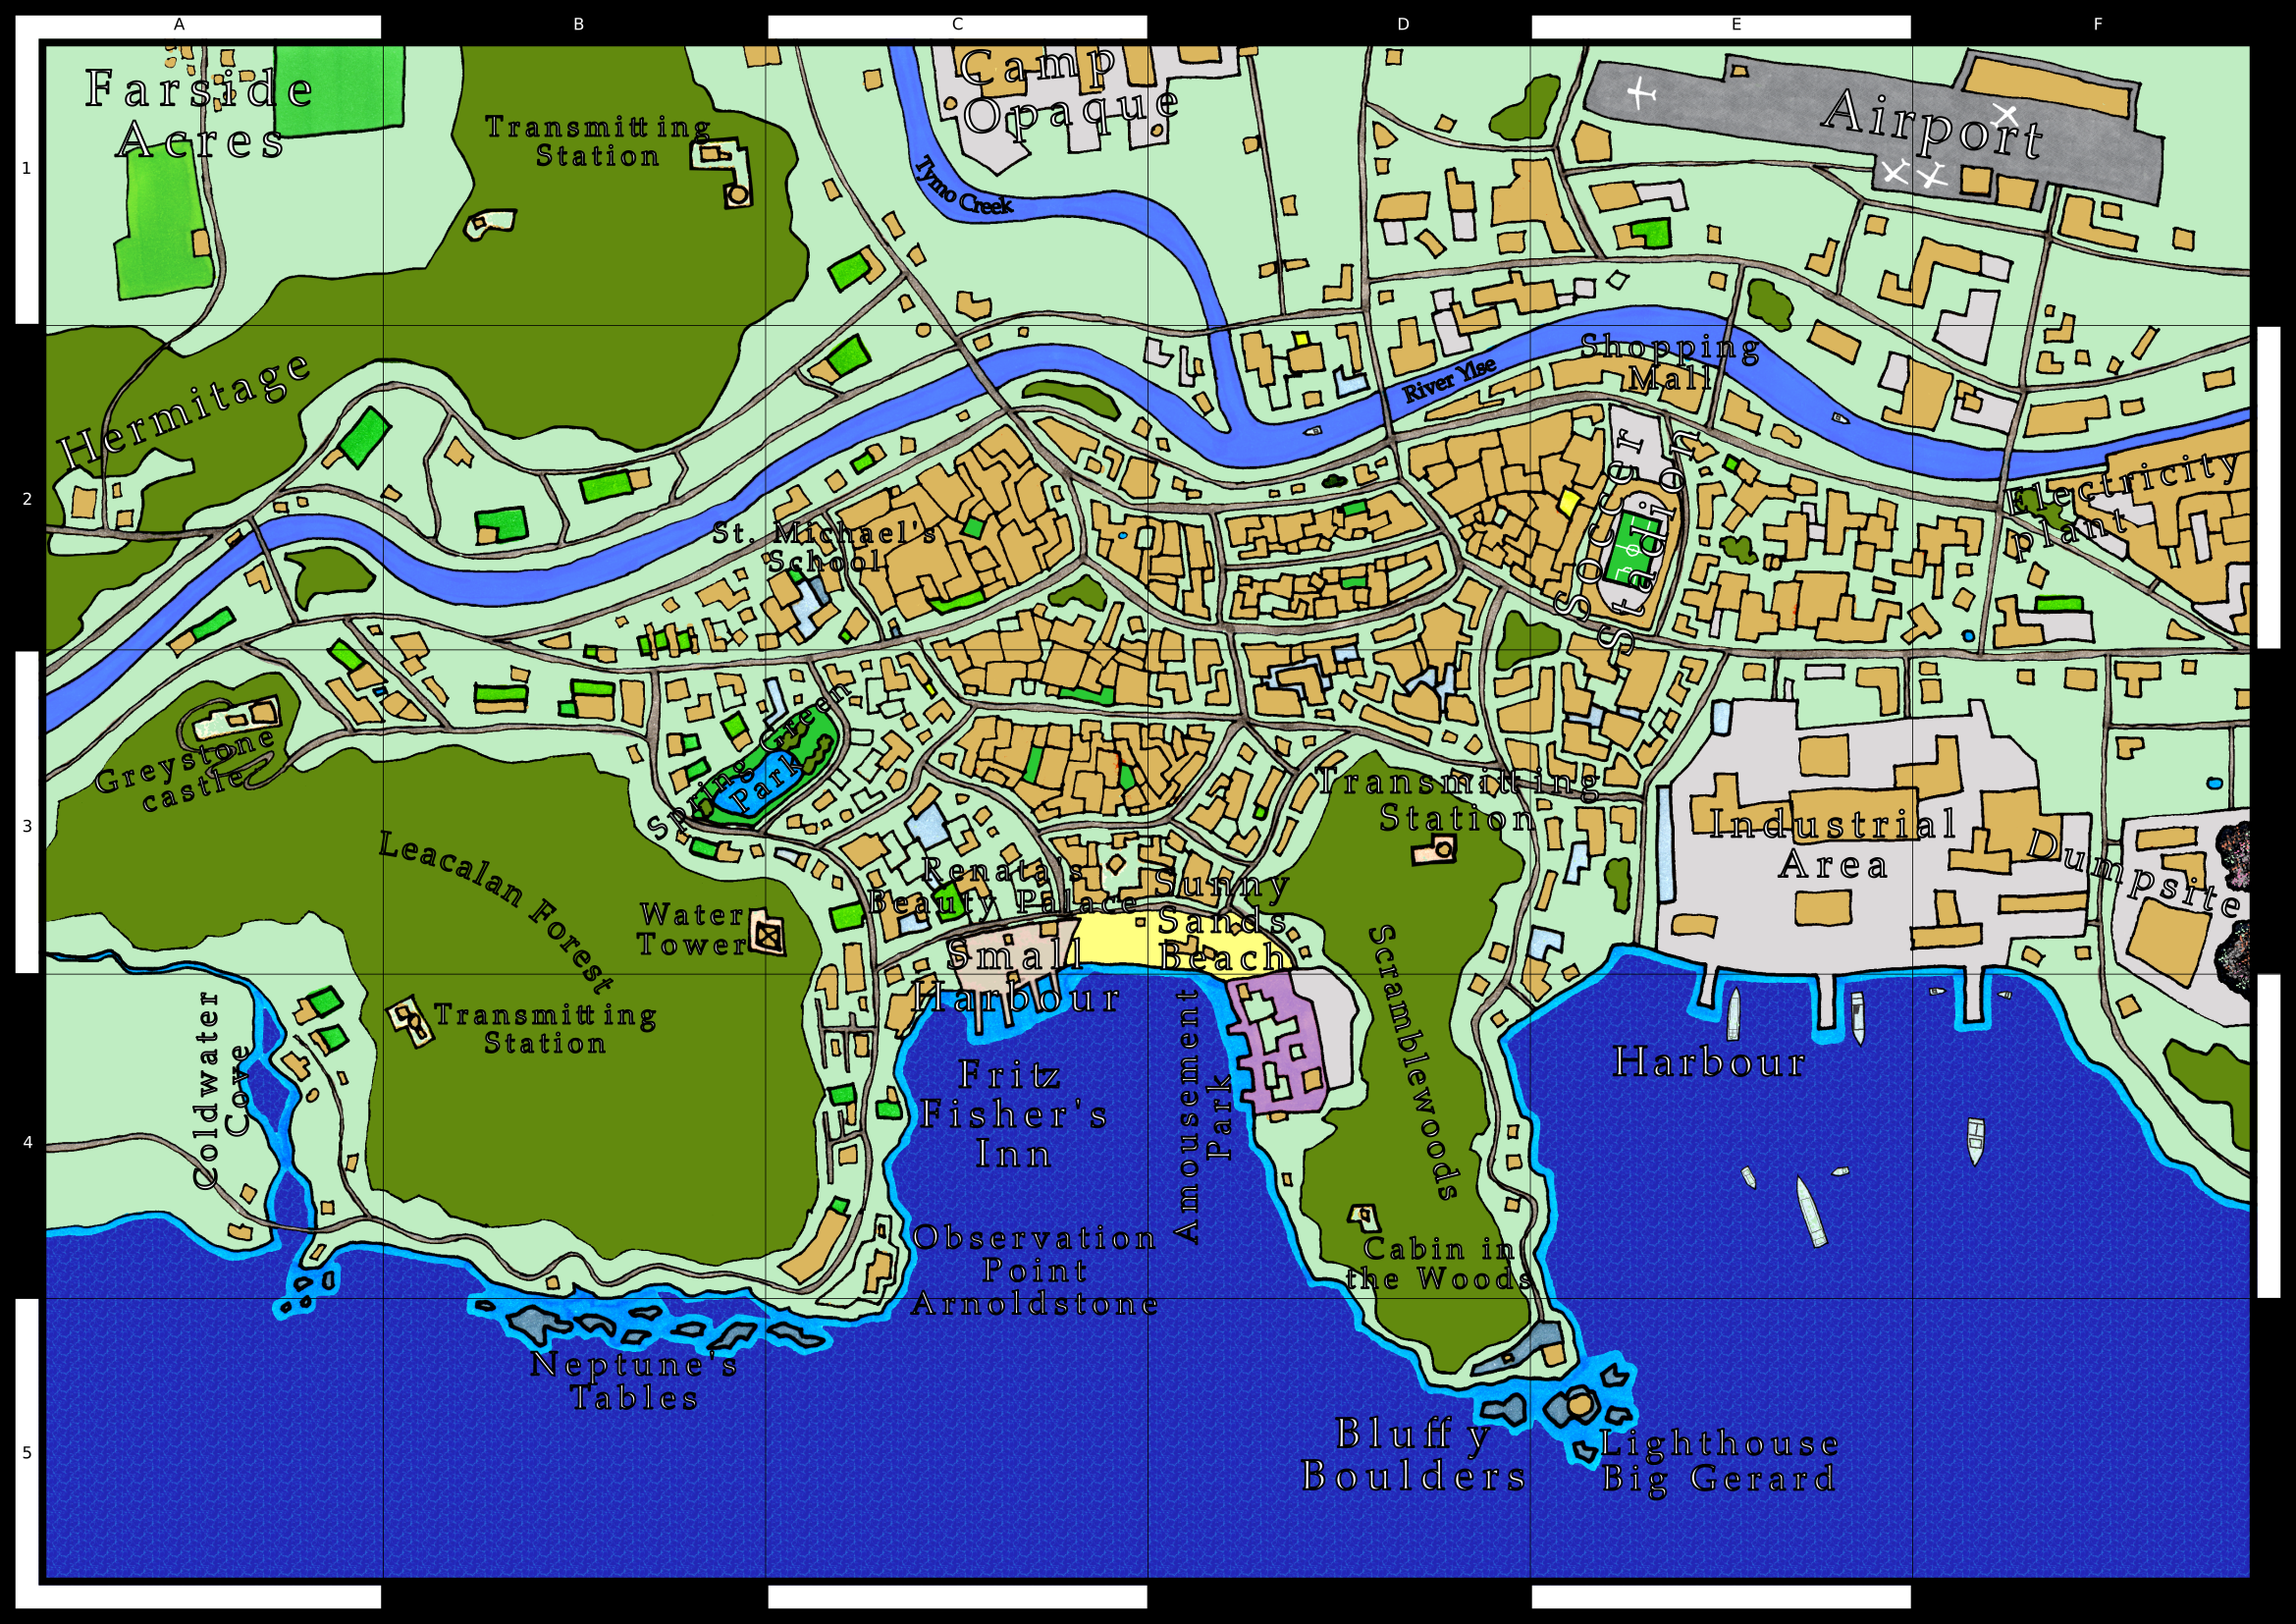 A
B
C
D
E
F
1
2
3
4
5
Farside
Acres
Transmitting
Station
Camp
Opaque
Tymo Creek
Airport
Hermitage
River Ylse
Shopping
Mall
Soccer
Station
Electricity
plant
St. Michael's
School
Greystone
castle
Spring Green
Park
Leacalan Forest
Water
Tower
Transmitting
Station
Renata's
Beauty Palace
Sunny
Sands
Beach
Small
Harbour
Transmitting
Station
Industrial
Area
Dumpsite
Scramblewoods
Coldwater
Cove
Fritz
Fisher's
Inn
Amousement
Park
Harbour
Observation
Point
Arnoldstone
Cabin in
the Woods
Neptune's
Tables
Bluffy
Boulders
Lighthouse
Big Gerard